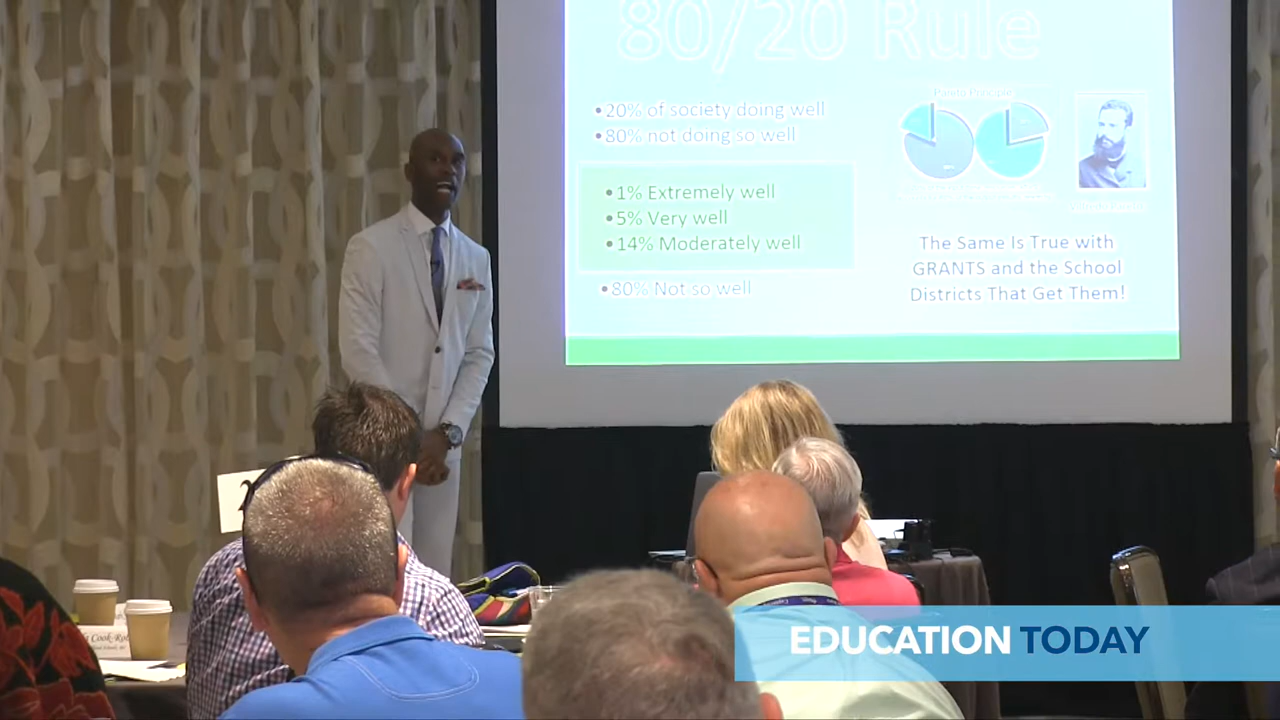 80/20 Rule
• 20% of society doing well
• 80% not doing so well
• 1% Extremely well
• 5% Very well
• 14% Moderately well
• 80% Not so well
Principle
The Same Is True with
GRANTS and the School
Districts That Get Them!
EDUCATION TODAY